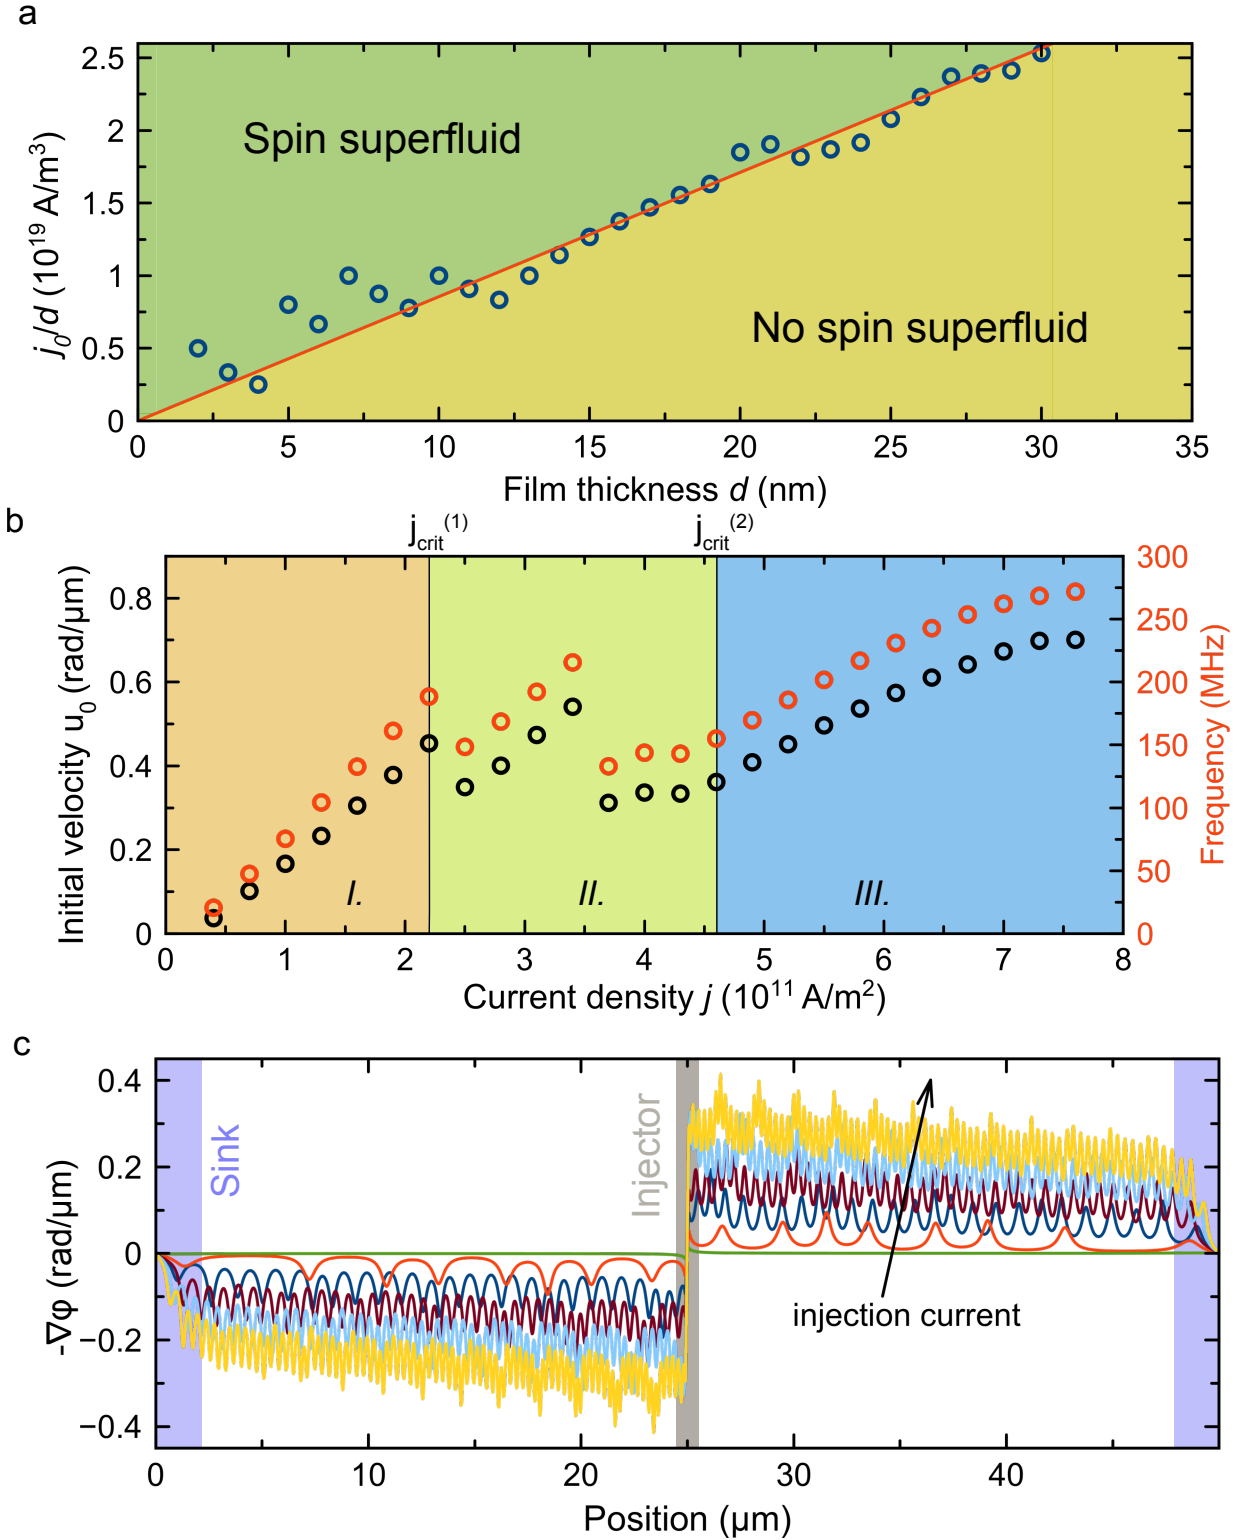 a
2.5
2
1.5
1
0.5
0
j0/d (10^19 A/m^3)
Spin superfluid
No spin superfluid
0 5 10 15 20 25 30 35
Film thickness d (nm)
b
jcrit(1) jcrit(2)
0.8
0.6
0.4
0.2
0
Initial velocity u0 (rad/µm)
300
250
200
150
100
50
0
Frequency (MHz)
I. II. III.
0 1 2 3 4 5 6 7 8
Current density j (10^11 A/m^2)
c
0.4
0.2
0
−0.2
−0.4
-∇φ (rad/µm)
Sink
Injector
injection current
0 10 20 30 40
Position (µm)